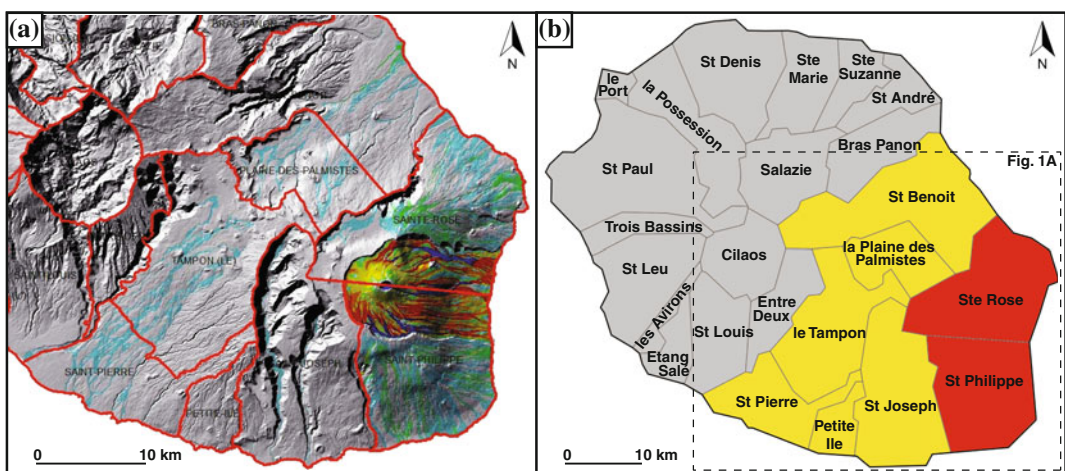 (a)
BRAS-PANON
N
PLAINE-DES-PALMISTES
SAINTE ROSE
TAMPON (LE)
SAINT-LOUIS
SAINT-PIERRE
JOSEPH
SAINT-PHILIPPE
PETITE-ILE
0 10 km
(b)
N
St Denis
Ste
Marie
Ste
Suzanne
le
Port
la Possession
St André
Bras Panon
Fig. 1A
St Paul
Salazie
St Benoit
Trois Bassins
la Plaine des
Palmistes
St Leu
Cilaos
Ste Rose
les Avirons
Entre
Deux
St Louis
le Tampon
Etang
Salé
St Philippe
St Pierre
St Joseph
Petite
Ile
0 10 km